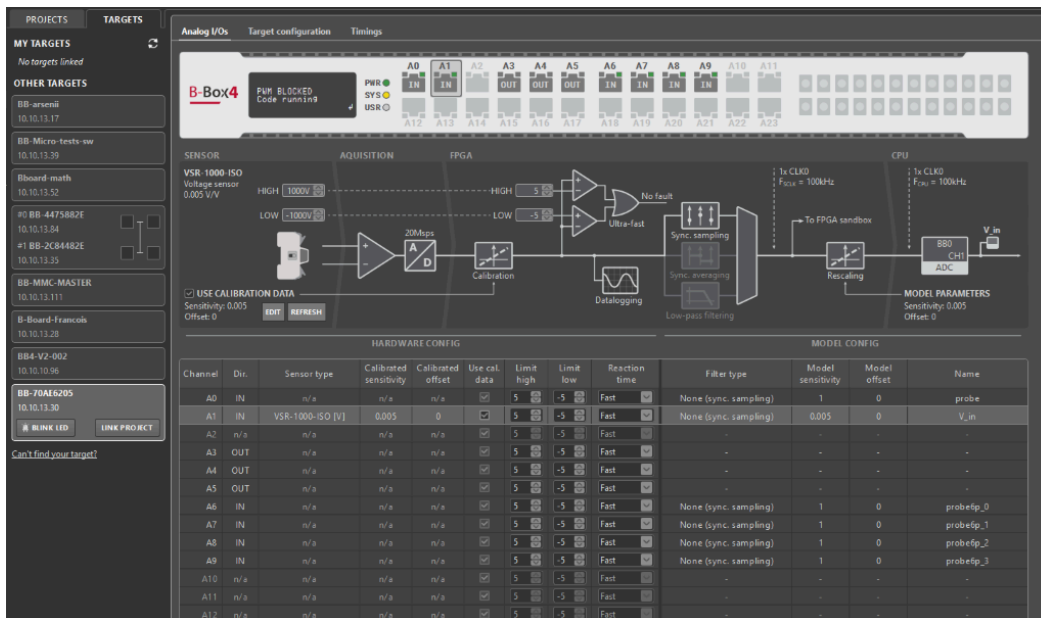 PROJECTS
TARGETS
MY TARGETS
No targets linked
OTHER TARGETS
BB-arsenii
10.10.13.17
BB-Micro-tests-sw
10.10.13.39
Bboard-math
10.10.13.52
#0 BB-4475882E
10.10.13.84
#1 BB-2C84482E
10.10.13.35
BB-MMC-MASTER
10.10.13.111
B-Board-Francois
10.10.13.28
BB4-V2-002
10.10.10.96
BB-70AE6205
10.10.13.30
BLINK LED
LINK PROJECT
Can't find your target?
Analog I/Os Target configuration Timings
B-Box4
PWM BLOCKED
Code running
PWR
SYS
USR
A0 A1 A2 A3 A4 A5 A6 A7 A8 A9 A10 A11
IN IN OUT OUT OUT IN IN IN IN
A12 A13 A14 A15 A16 A17 A18 A19 A20 A21 A22 A23
SENSOR AQUISITION FPGA CPU
VSR-1000-ISO
Voltage sensor
0.005 V/V
HIGH 1000V
LOW -1000V
HIGH 5
LOW -5
No fault
Ultra-fast
20Msps
A
D
Calibration
Datalogging
Sync. sampling
Sync. averaging
Low-pass filtering
1x CLK0
FSCLK = 100kHz
To FPGA sandbox
Rescaling
1x CLK0
FCPU = 100kHz
BB0
CH1
ADC
V_in
USE CALIBRATION DATA
Sensitivity: 0.005
Offset: 0
EDIT REFRESH
MODEL PARAMETERS
Sensitivity: 0.005
Offset: 0
HARDWARE CONFIG MODEL CONFIG
Channel Dir. Sensor type Calibrated sensitivity Calibrated offset Use cal. data Limit high Limit low Reaction time Filter type Model sensitivity Model offset Name
A0 IN n/a n/a n/a 5 -5 Fast None (sync. sampling) 1 0 probe
A1 IN VSR-1000-ISO [V] 0.005 0 5 -5 Fast None (sync. sampling) 0.005 0 V_in
A2 n/a n/a n/a n/a 5 -5 Fast - - - -
A3 OUT n/a n/a n/a 5 -5 Fast - - - -
A4 OUT n/a n/a n/a 5 -5 Fast - - - -
A5 OUT n/a n/a n/a 5 -5 Fast - - - -
A6 IN n/a n/a n/a 5 -5 Fast None (sync. sampling) 1 0 probe6p_0
A7 IN n/a n/a n/a 5 -5 Fast None (sync. sampling) 1 0 probe6p_1
A8 IN n/a n/a n/a 5 -5 Fast None (sync. sampling) 1 0 probe6p_2
A9 IN n/a n/a n/a 5 -5 Fast None (sync. sampling) 1 0 probe6p_3
A10 n/a n/a n/a n/a 5 -5 Fast - - - -
A11 n/a n/a n/a n/a 5 -5 Fast - - - -
A12 n/a n/a n/a n/a 5 -5 Fast - - - -